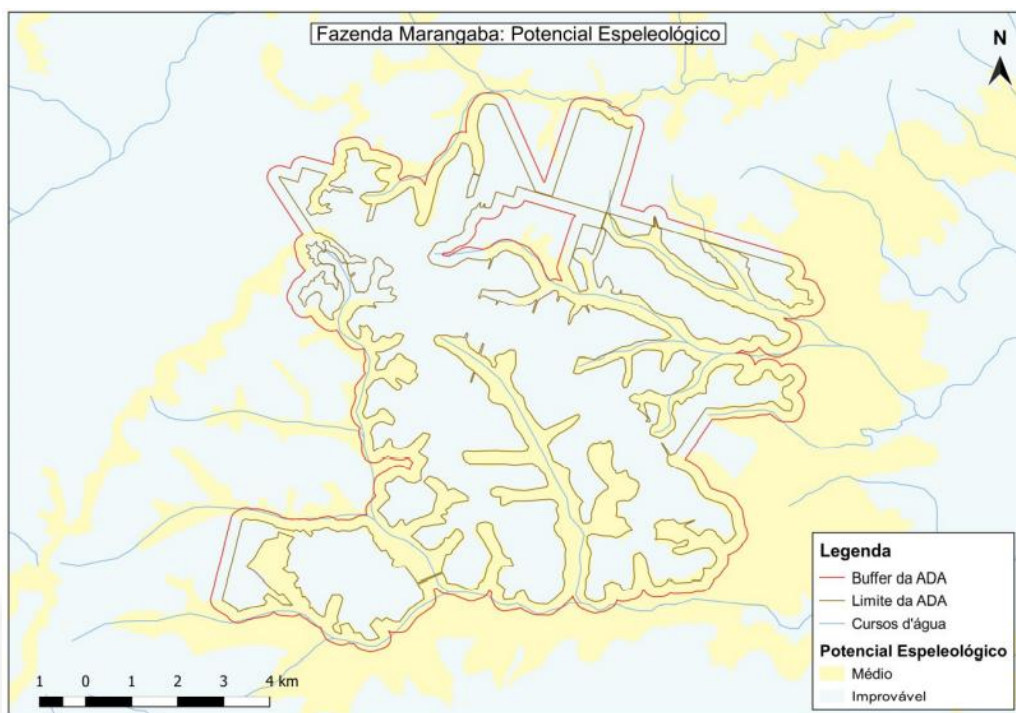 Fazenda Marangaba: Potencial Espeleológico
N
Legenda
Buffer da ADA
Limite da ADA
Cursos d'água
Potencial Espeleológico
Médio
Improvável
1 0 1 2 3 4 km